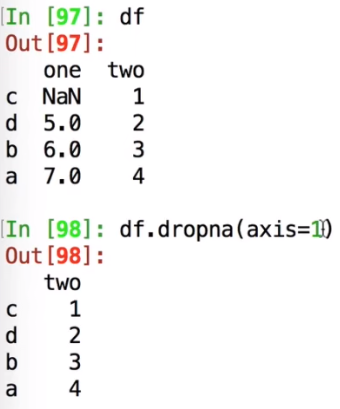 In [97]: df
Out[97]:
   one  two
c  NaN    1
d  5.0    2
b  6.0    3
a  7.0    4
In [98]: df.dropna(axis=1)
Out[98]:
   two
c    1
d    2
b    3
a    4